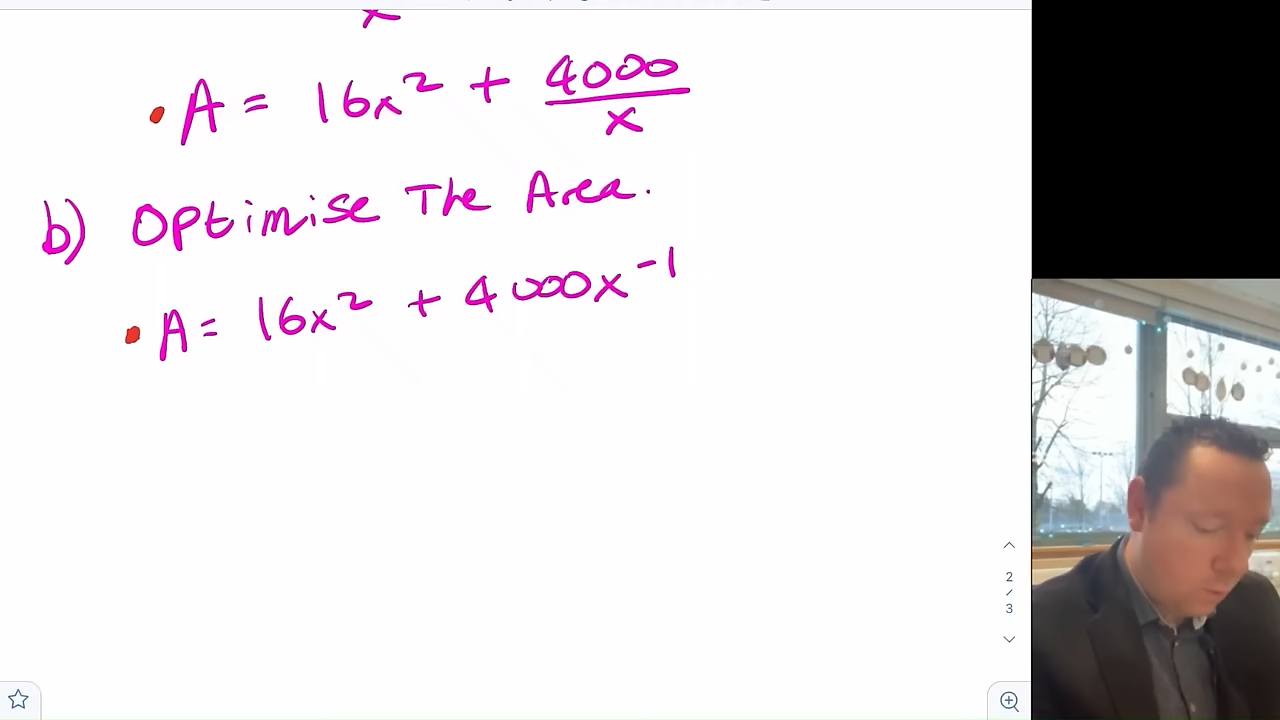 x
• A = 16x² + 4000/x
b) Optimise The Area.
• A = 16x² + 4000x⁻¹
2
/
3